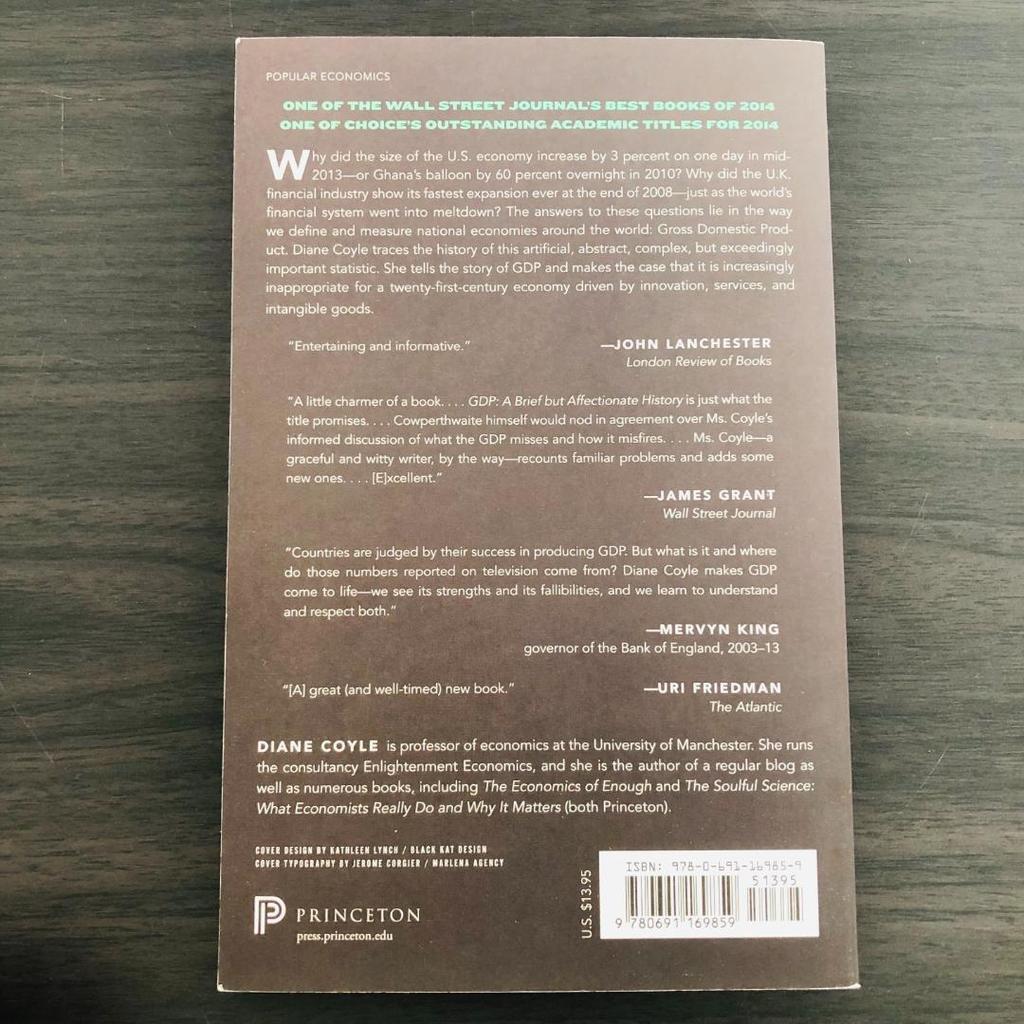 POPULAR ECONOMICS
ONE OF THE WALL STREET JOURNAL'S BEST BOOKS OF 2014
ONE OF CHOICE'S OUTSTANDING ACADEMIC TITLES FOR 2014
Why did the size of the U.S. economy increase by 3 percent on one day in mid-
2013—or Ghana's balloon by 60 percent overnight in 2010? Why did the U.K.
financial industry show its fastest expansion ever at the end of 2008—just as the world's
financial system went into meltdown? The answers to these questions lie in the way
we define and measure national economies around the world: Gross Domestic Prod-
uct. Diane Coyle traces the history of this artificial, abstract, complex, but exceedingly
important statistic. She tells the story of GDP and makes the case that it is increasingly
inappropriate for a twenty-first-century economy driven by innovation, services, and
intangible goods.
"Entertaining and informative." —JOHN LANCHESTER
London Review of Books
"A little charmer of a book. . . . GDP: A Brief but Affectionate History is just what the
title promises. . . . Cowperthwaite himself would nod in agreement over Ms. Coyle's
informed discussion of what the GDP misses and how it misfires. . . . Ms. Coyle—a
graceful and witty writer, by the way—recounts familiar problems and adds some
new ones. . . . [E]xcellent."
—JAMES GRANT
Wall Street Journal
"Countries are judged by their success in producing GDP. But what is it and where
do those numbers reported on television come from? Diane Coyle makes GDP
come to life—we see its strengths and its fallibilities, and we learn to understand
and respect both."
—MERVYN KING
governor of the Bank of England, 2003–13
"[A] great (and well-timed) new book." —URI FRIEDMAN
The Atlantic
DIANE COYLE is professor of economics at the University of Manchester. She runs
the consultancy Enlightenment Economics, and she is the author of a regular blog as
well as numerous books, including The Economics of Enough and The Soulful Science:
What Economists Really Do and Why It Matters (both Princeton).
COVER DESIGN BY KATHLEEN LYNCH / BLACK KAT DESIGN
COVER TYPOGRAPHY BY JEROME CORGIER / MARLENA AGENCY
PRINCETON
press.princeton.edu
U.S. $13.95
ISBN: 978-0-691-16985-9
51395
9 780691 169859